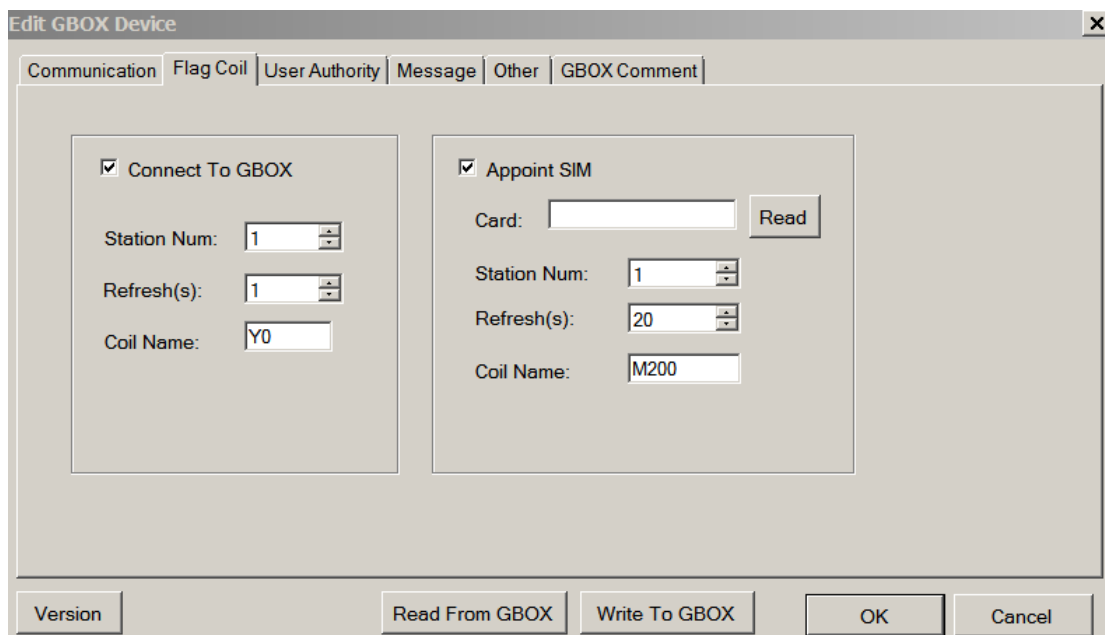 Edit GBOX Device
Communication Flag Coil User Authority Message Other GBOX Comment
Connect To GBOX
Station Num: 1
Refresh(s): 1
Coil Name: Y0
Appoint SIM
Card: Read
Station Num: 1
Refresh(s): 20
Coil Name: M200
Version Read From GBOX Write To GBOX OK Cancel